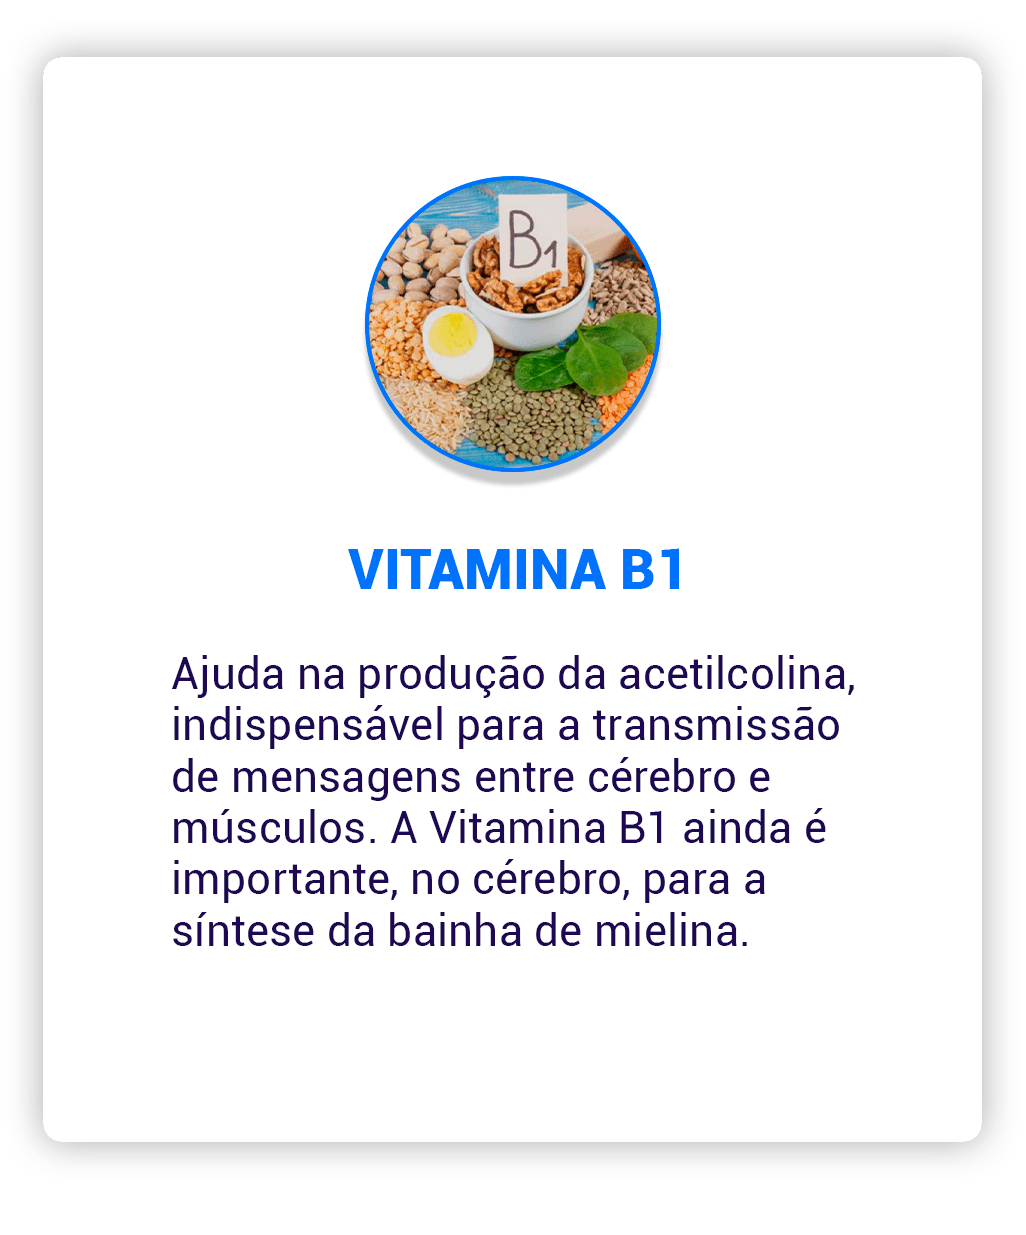 B1
VITAMINA B1
Ajuda na produção da acetilcolina,
indispensável para a transmissão
de mensagens entre cérebro e
músculos. A Vitamina B1 ainda é
importante, no cérebro, para a
síntese da bainha de mielina.